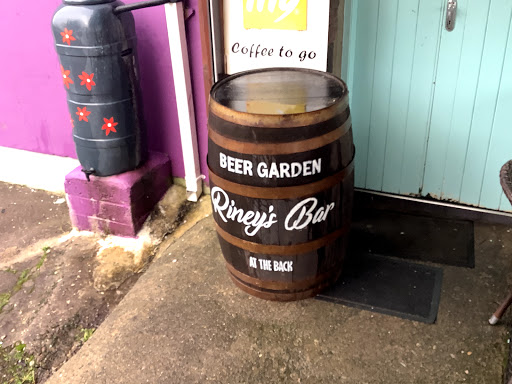 Coffee to go
BEER GARDEN
Riney's Bar
AT THE BACK